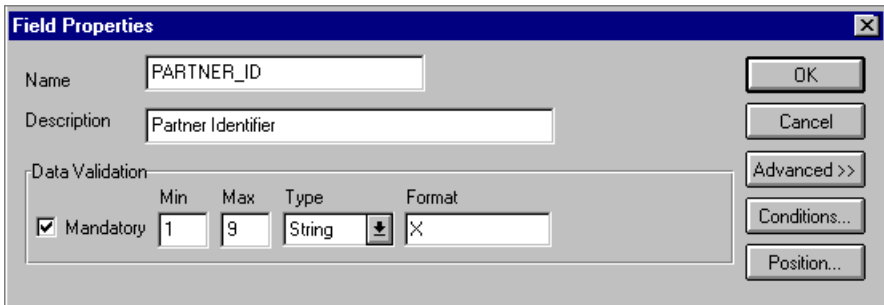 Field Properties
Name PARTNER_ID OK
Description Partner Identifier Cancel
Data Validation Advanced >>
Min Max Type Format
Mandatory 1 9 String X Conditions...
Position...